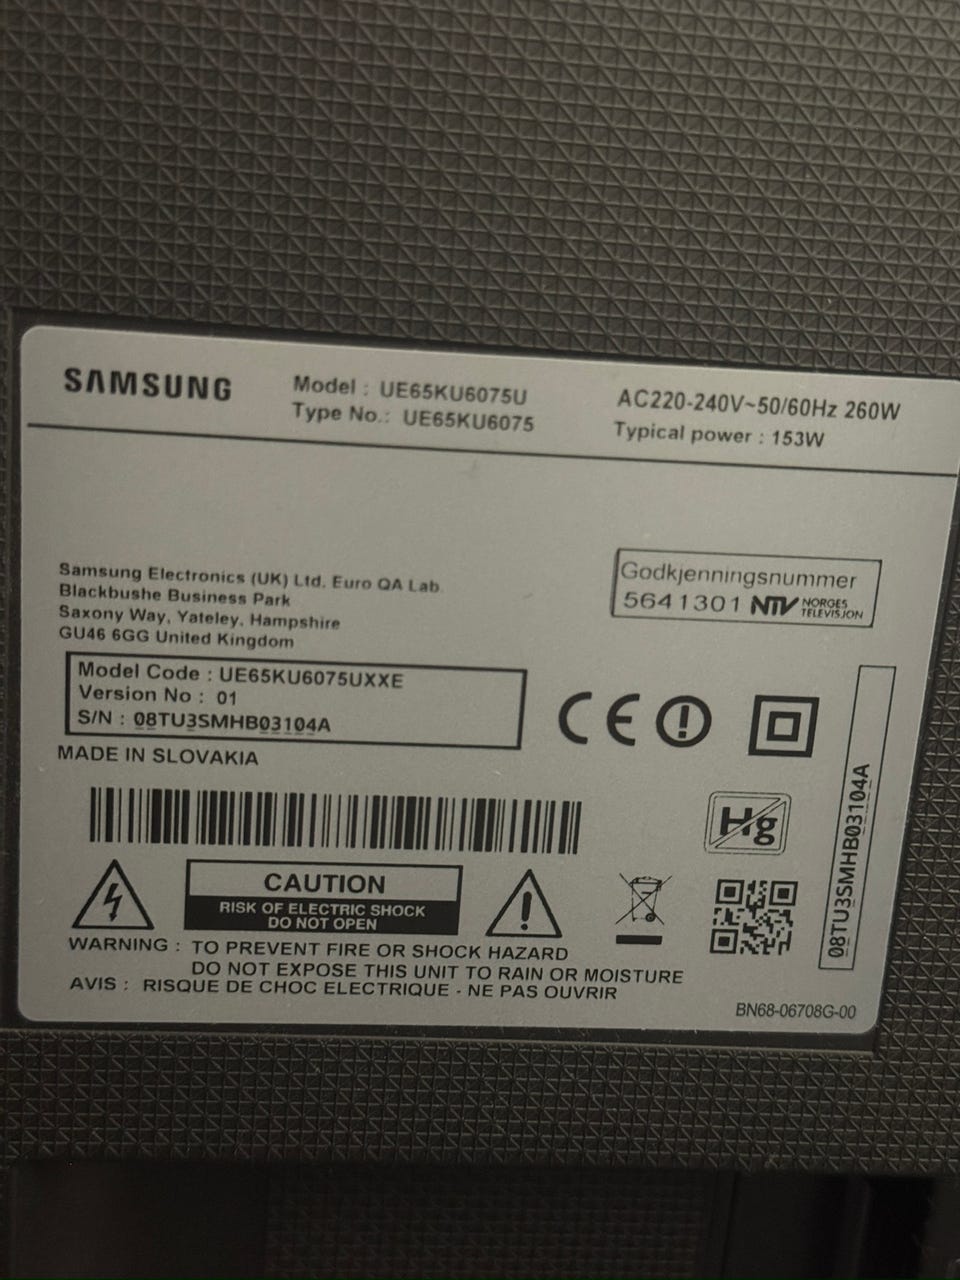 SAMSUNG
Model : UE65KU6075U
Type No.: UE65KU6075
AC220-240V~50/60Hz 260W
Typical power : 153W
Samsung Electronics (UK) Ltd. Euro QA Lab.
Blackbushe Business Park
Saxony Way, Yateley, Hampshire
GU46 6GG United Kingdom
Godkjenningsnummer
5641301 NTV NORGES
TELEVISJON
Model Code : UE65KU6075UXXE
Version No : 01
S/N : 08TU3SMHB03104A
CE
MADE IN SLOVAKIA
Hg
08TU3SMHB03104A
CAUTION
RISK OF ELECTRIC SHOCK
DO NOT OPEN
WARNING : TO PREVENT FIRE OR SHOCK HAZARD
DO NOT EXPOSE THIS UNIT TO RAIN OR MOISTURE
AVIS : RISQUE DE CHOC ELECTRIQUE - NE PAS OUVRIR
BN68-06708G-00